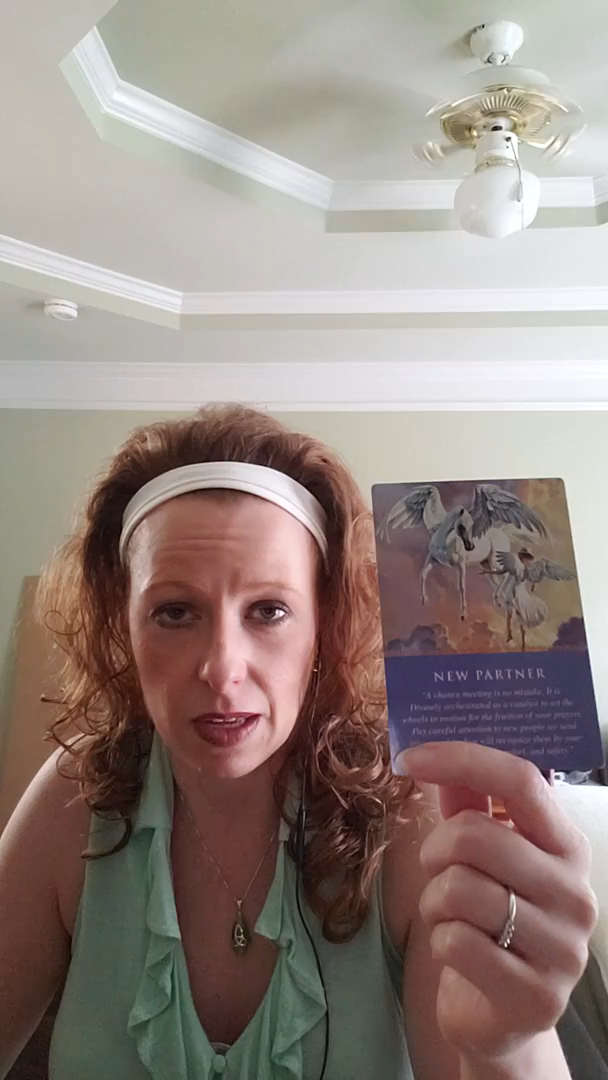 NEW PARTNER
"A chance meeting is no mistake. It is
Divinely orchestrated as a catalyst to set the
wheels in motion for the fruition of your prayers.
Pay careful attention to new people we send
will no recognize them by your
and safety."